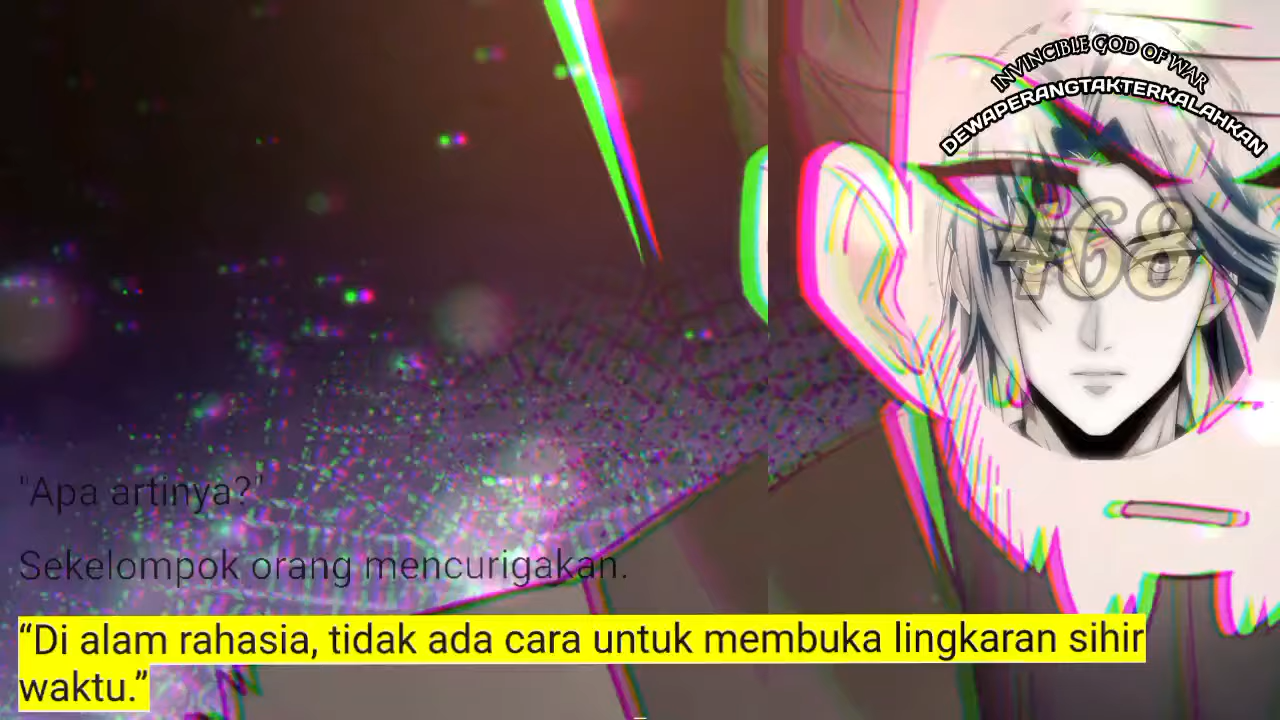 INVINCIBLE GOD OF WAR
DEWAPERANGTAKTERKALAHKAN
#68
"Apa artinya?"
Sekelompok orang mencurigakan.
“Di alam rahasia, tidak ada cara untuk membuka lingkaran sihir
waktu.”